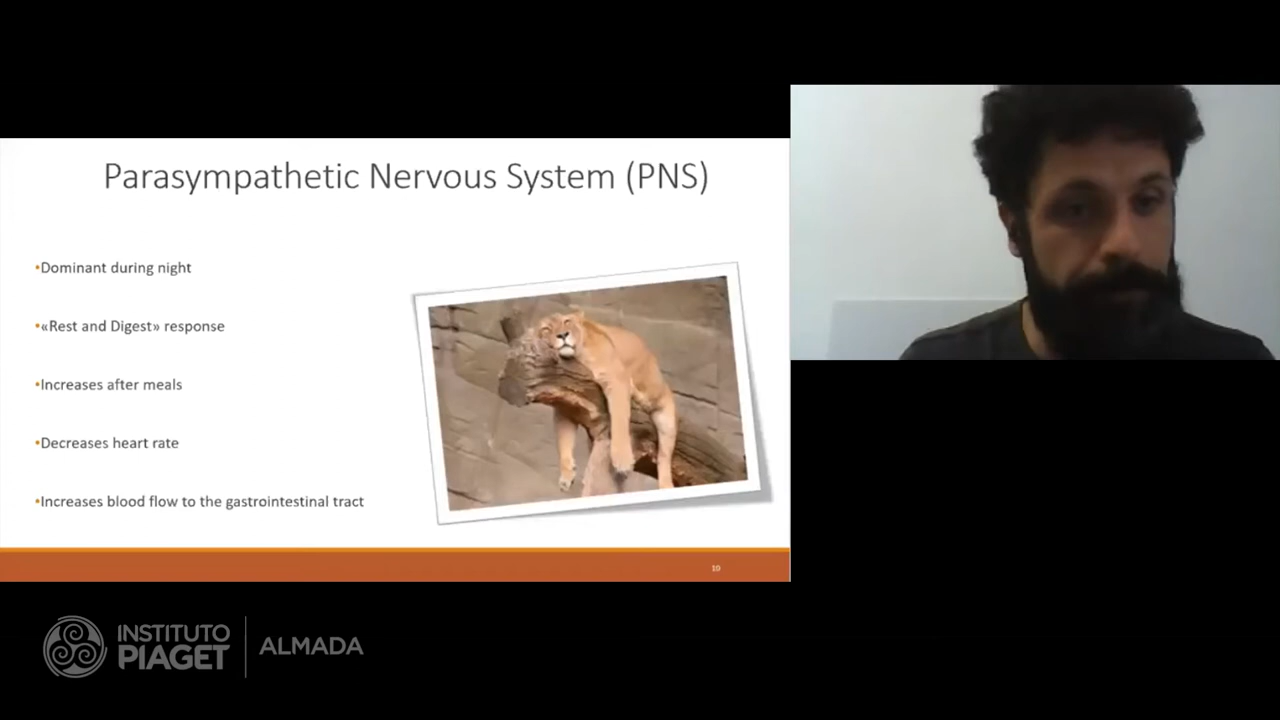 Parasympathetic Nervous System (PNS)
•Dominant during night
•«Rest and Digest» response
•Increases after meals
•Decreases heart rate
•Increases blood flow to the gastrointestinal tract
10
INSTITUTO
PIAGET
ALMADA